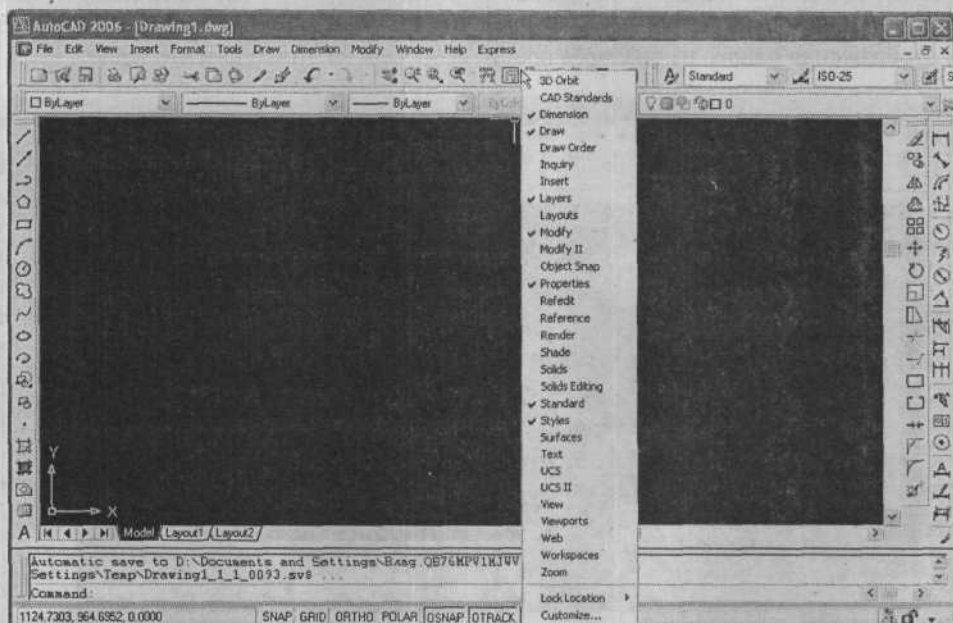 AutoCAD 2006 - [Drawing1.dwg]
File Edit View Insert Format Tools Draw Dimension Modify Window Help Express
Standard ISO-25
ByLayer ByLayer ByLayer 0
3D Orbit
CAD Standards
Dimension
Draw
Draw Order
Inquiry
Insert
Layers
Layouts
Modify
Modify II
Object Snap
Properties
Refedit
Reference
Render
Shade
Solids
Solids Editing
Standard
Styles
Surfaces
Text
UCS
UCS II
View
Viewports
Web
Workspaces
Zoom
Lock Location
Customize...
Y
X
Model Layout1 Layout2
Automatic save to D:\Documents and
Settings\Temp\Drawing1_1_1_0093.sv$ ...
Command:
1124.7303, 964.6952, 0.0000 SNAP GRID ORTHO POLAR OSNAP OTRACK